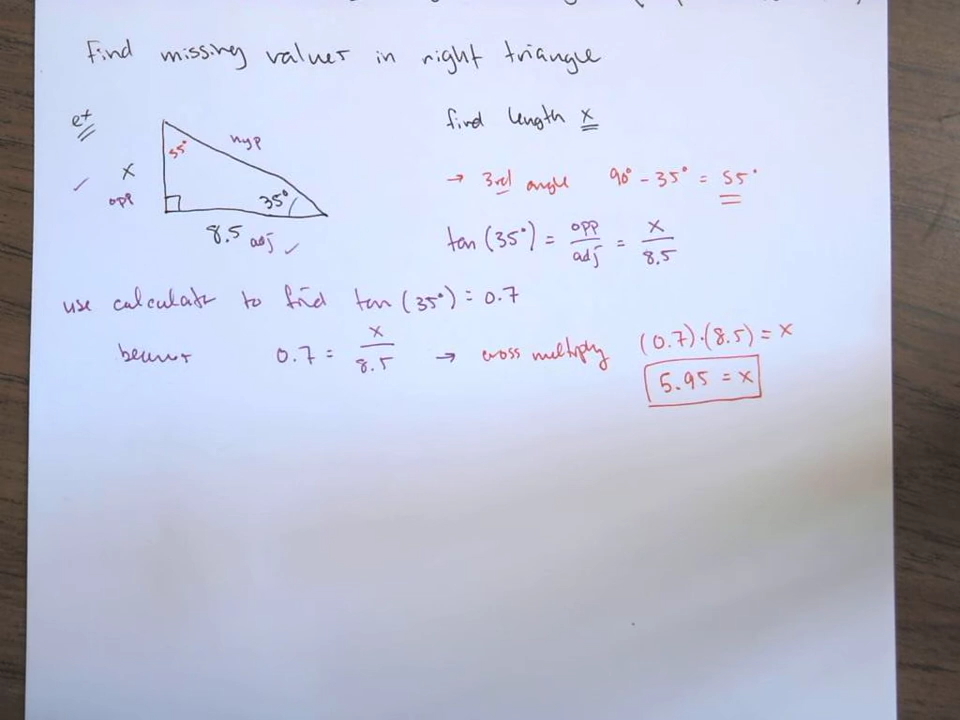 Find missing values in right triangle
ex
find length x
55°
hyp
x
opp
35°
8.5 adj
→ 3rd angle 90° - 35° = 55°
tan (35°) = opp/adj = x/8.5
use calculator to find tan (35°) = 0.7
0.7 = x/8.5 → cross multiply (0.7)·(8.5) = x
5.95 = x